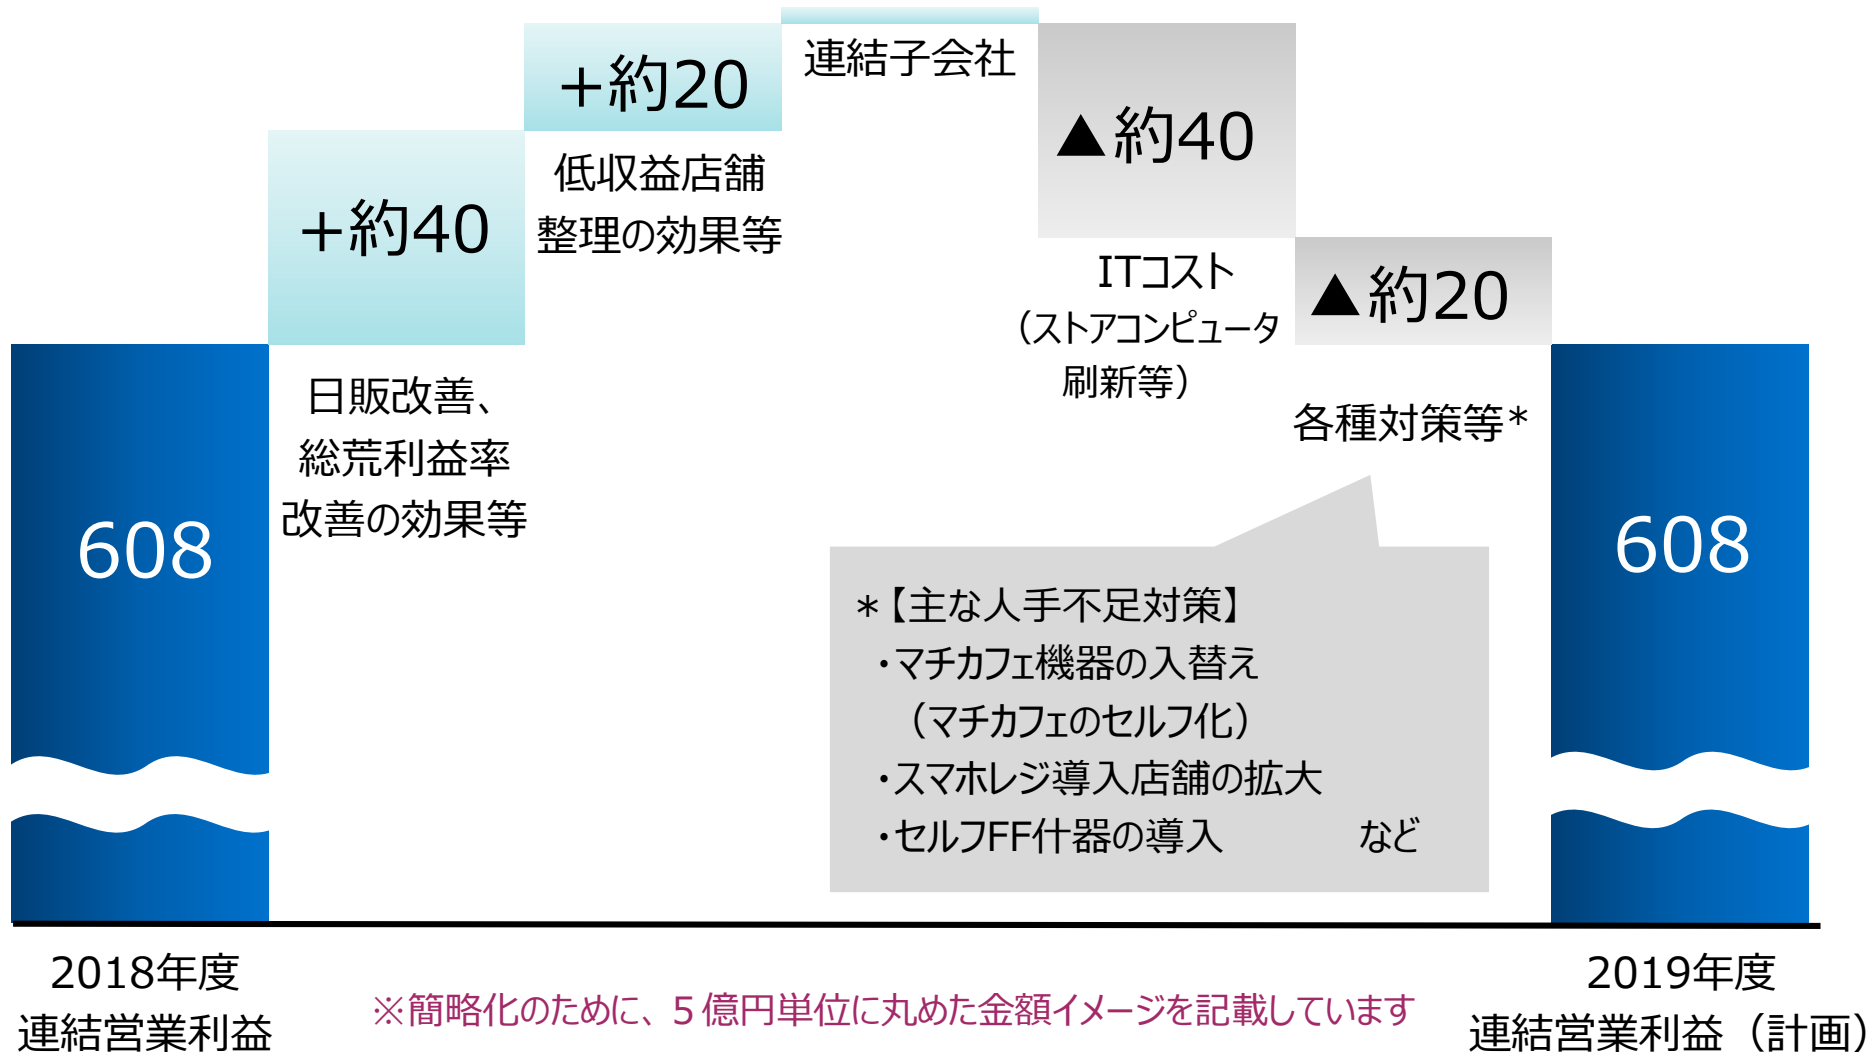 608
+約40
日販改善、
総荒利益率
改善の効果等
+約20
低収益店舗
整理の効果等
連結子会社
▲約40
ITコスト
（ストアコンピュータ
刷新等）
▲約20
各種対策等*
608
*【主な人手不足対策】
・マチカフェ機器の入替え
（マチカフェのセルフ化）
・スマホレジ導入店舗の拡大
・セルフFF什器の導入　　　など
2018年度
連結営業利益
※簡略化のために、５億円単位に丸めた金額イメージを記載しています
2019年度
連結営業利益（計画）